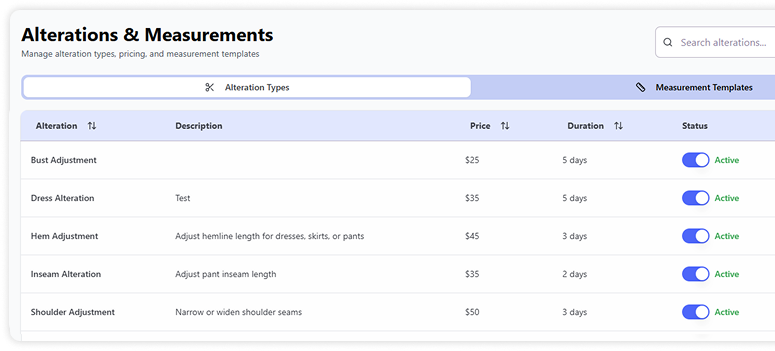 Alterations & Measurements
Manage alteration types, pricing, and measurement templates
Search alterations...
Alteration Types
Measurement Templates
Alteration Description Price Duration Status
Bust Adjustment $25 5 days Active
Dress Alteration Test $35 5 days Active
Hem Adjustment Adjust hemline length for dresses, skirts, or pants $45 3 days Active
Inseam Alteration Adjust pant inseam length $35 2 days Active
Shoulder Adjustment Narrow or widen shoulder seams $50 3 days Active